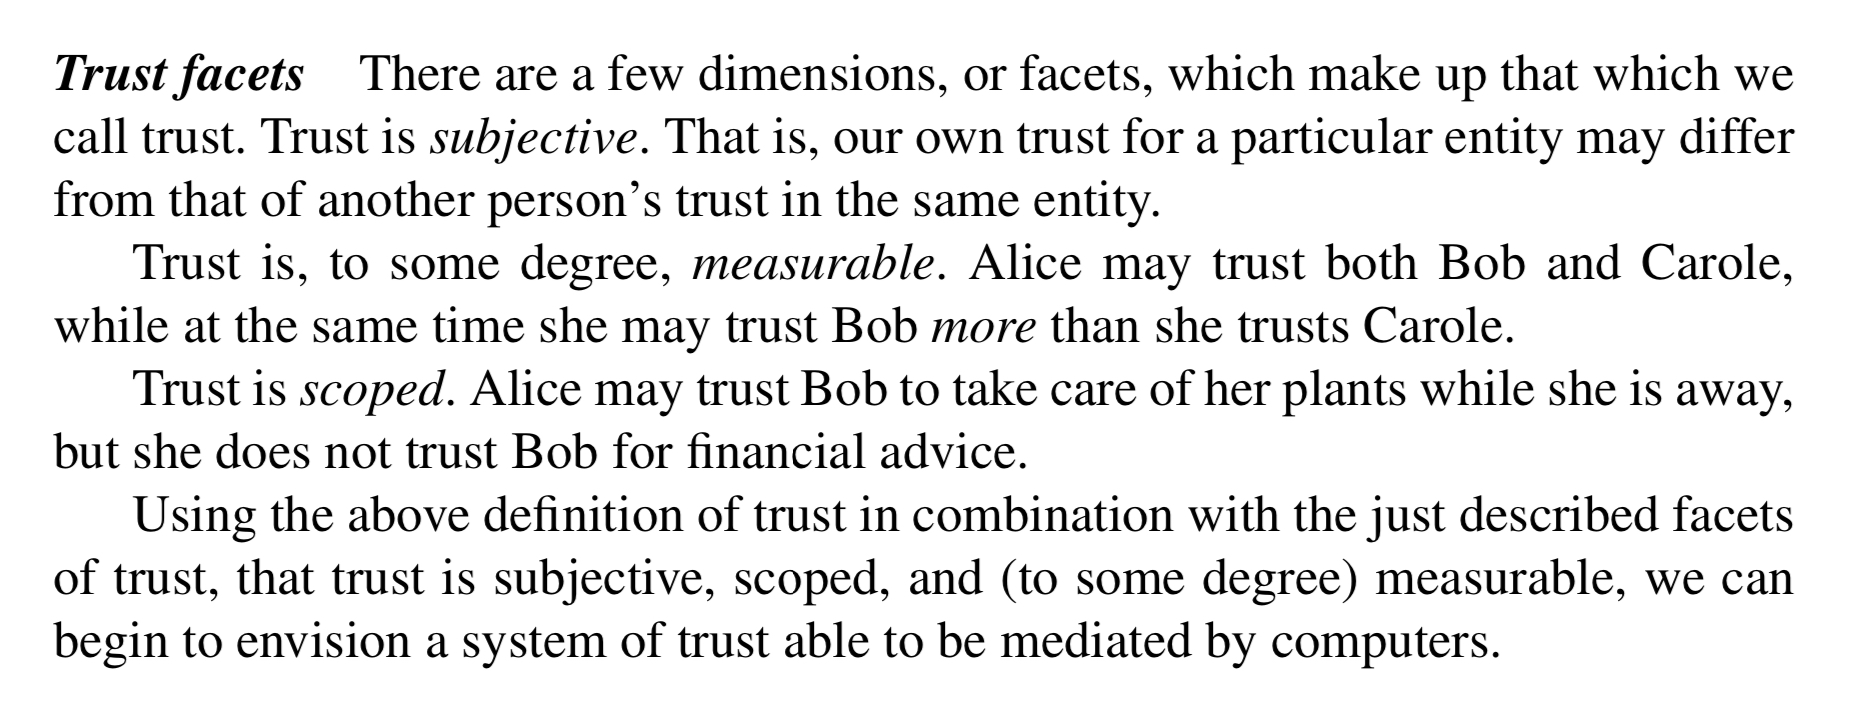 Trust facets There are a few dimensions, or facets, which make up that which we
call trust. Trust is subjective. That is, our own trust for a particular entity may differ
from that of another person's trust in the same entity.
Trust is, to some degree, measurable. Alice may trust both Bob and Carole,
while at the same time she may trust Bob more than she trusts Carole.
Trust is scoped. Alice may trust Bob to take care of her plants while she is away,
but she does not trust Bob for financial advice.
Using the above definition of trust in combination with the just described facets
of trust, that trust is subjective, scoped, and (to some degree) measurable, we can
begin to envision a system of trust able to be mediated by computers.